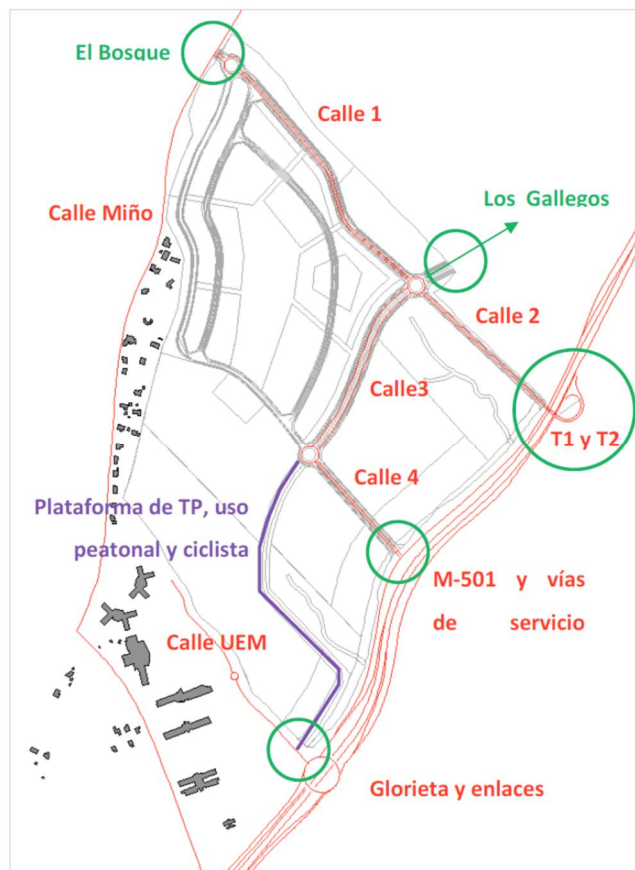 El Bosque
Calle 1
Los Gallegos
Calle Miño
Calle 2
Calle3
T1 y T2
Calle 4
Plataforma de TP, uso
peatonal y ciclista
M-501 y vías
de servicio
Calle UEM
Glorieta y enlaces